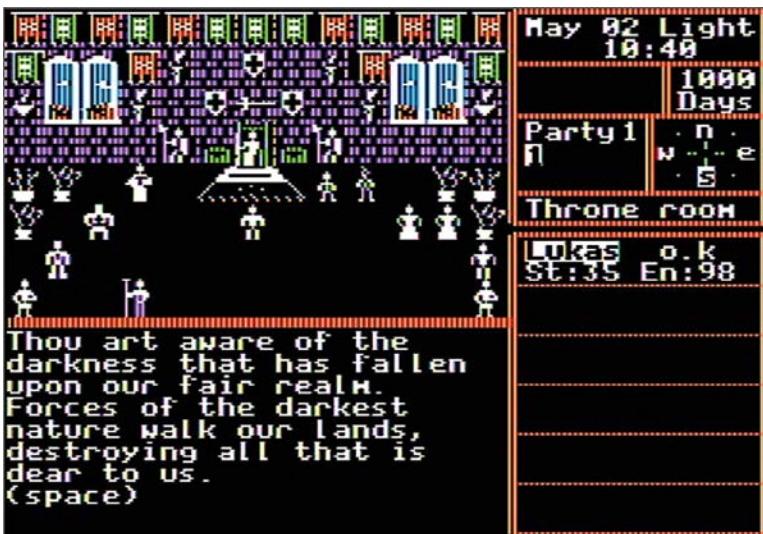 May 02 Light
10:40
1000
Days
Party 1
1
n
w e
s
Throne room
Lukas o.k
St:35 En:98
Thou art aware of the
darkness that has fallen
upon our fair realm.
Forces of the darkest
nature walk our lands,
destroying all that is
dear to us.
(space)